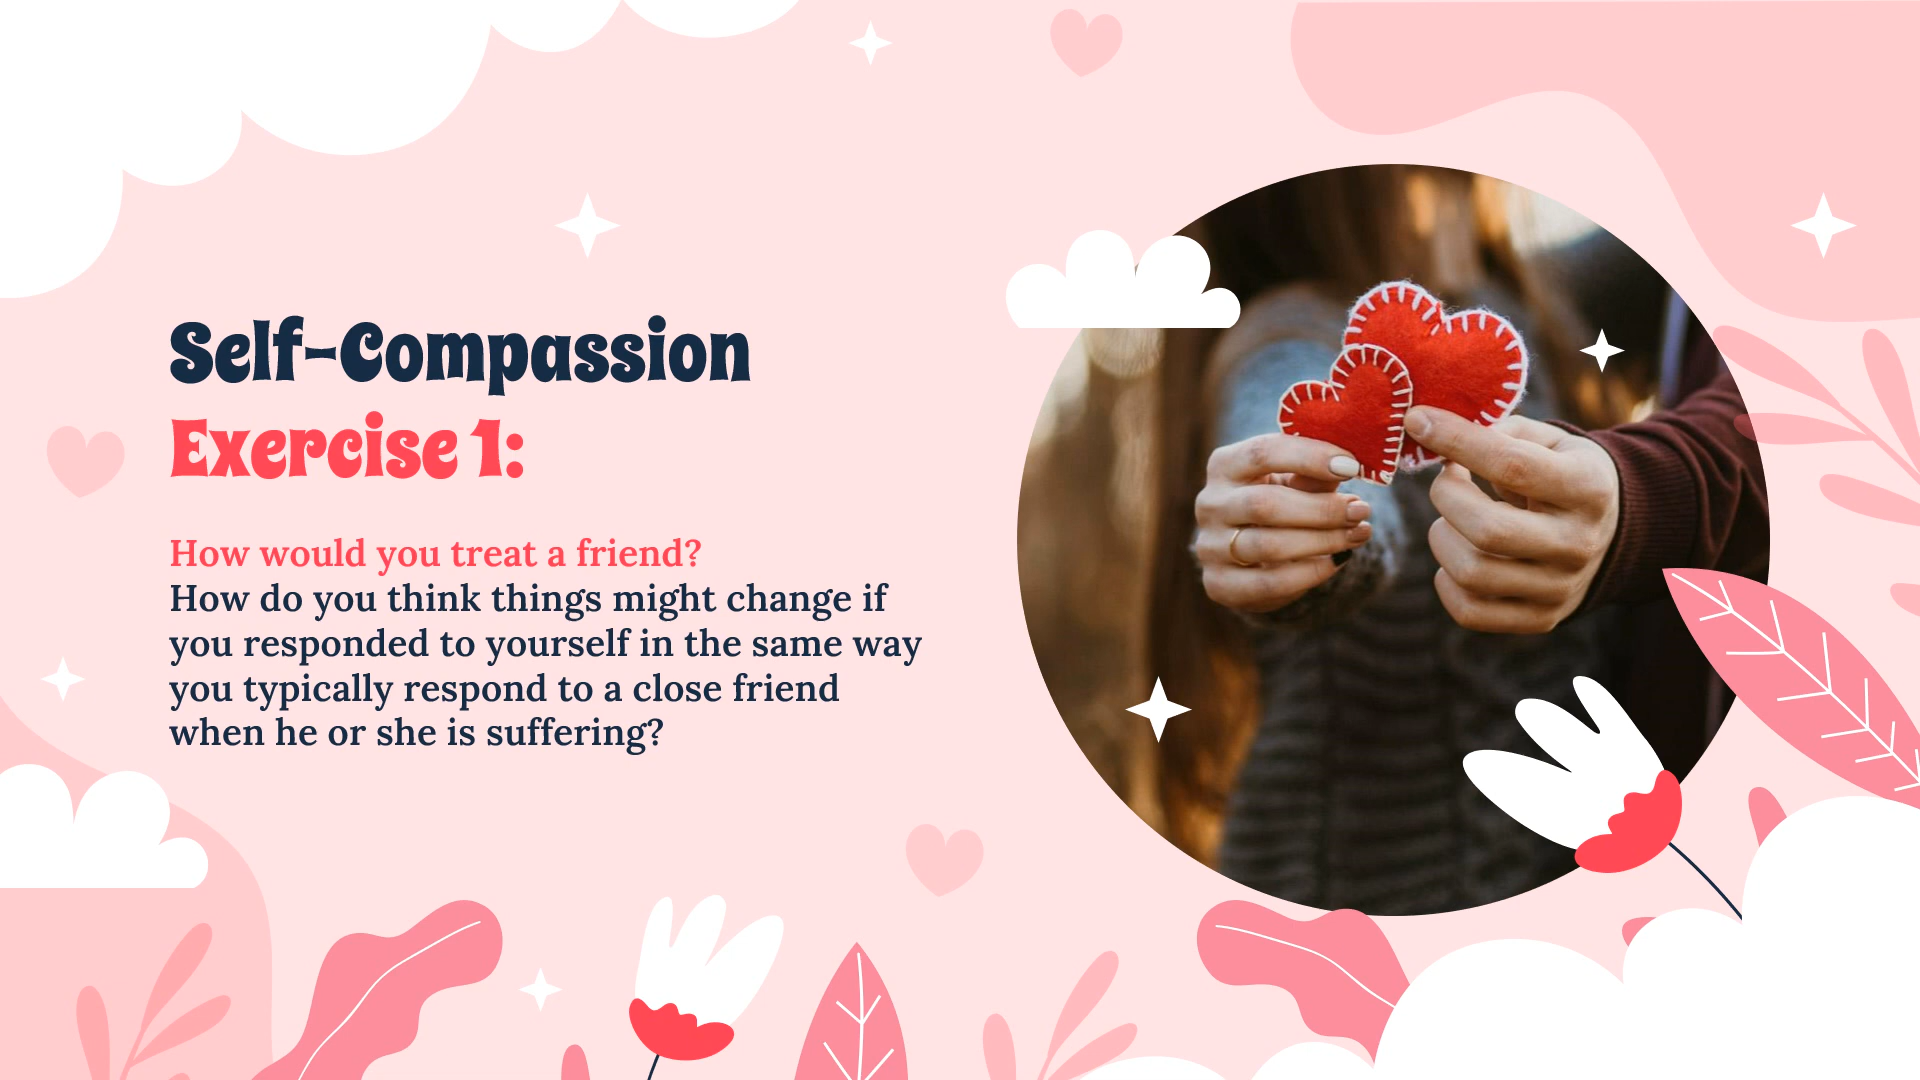 Self-Compassion
Exercise 1:
How would you treat a friend?
How do you think things might change if
you responded to yourself in the same way
you typically respond to a close friend
when he or she is suffering?